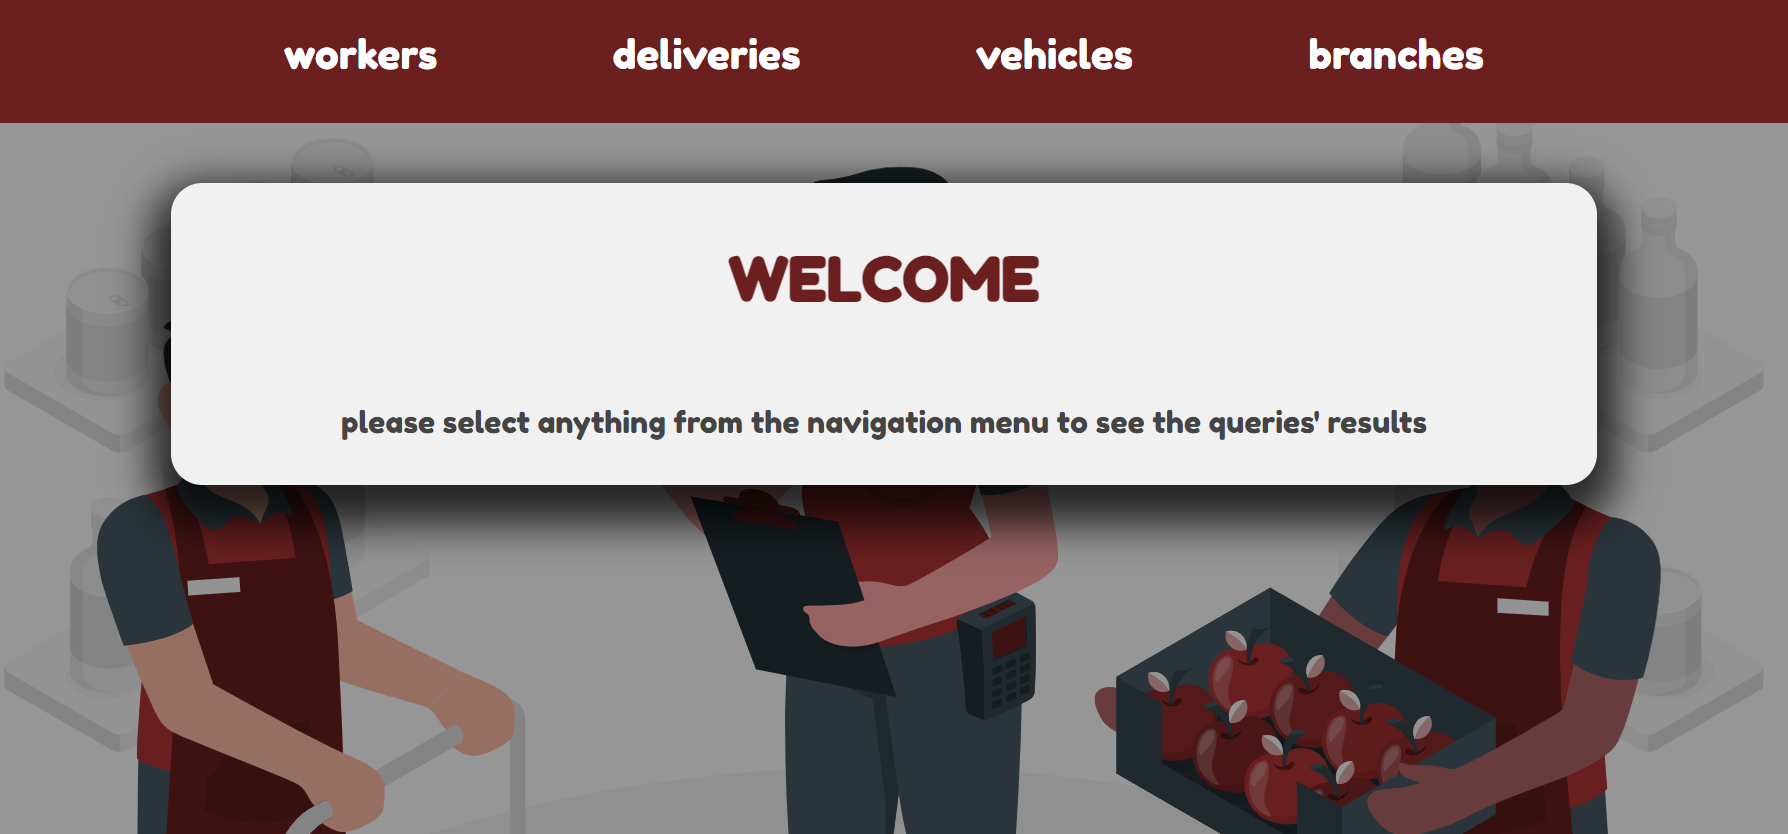 workers
deliveries
vehicles
branches
WELCOME
please select anything from the navigation menu to see the queries' results